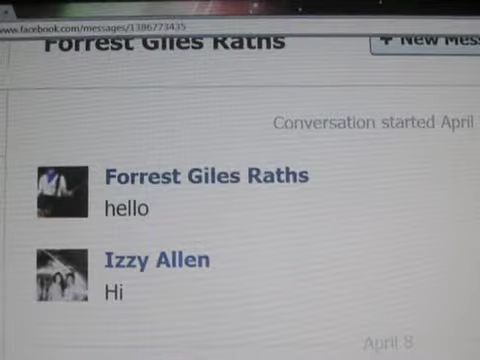 www.facebook.com/messages/1386773435
Forrest Giles Raths
+ New Mess
Conversation started April
Forrest Giles Raths
hello
Izzy Allen
Hi
April 8